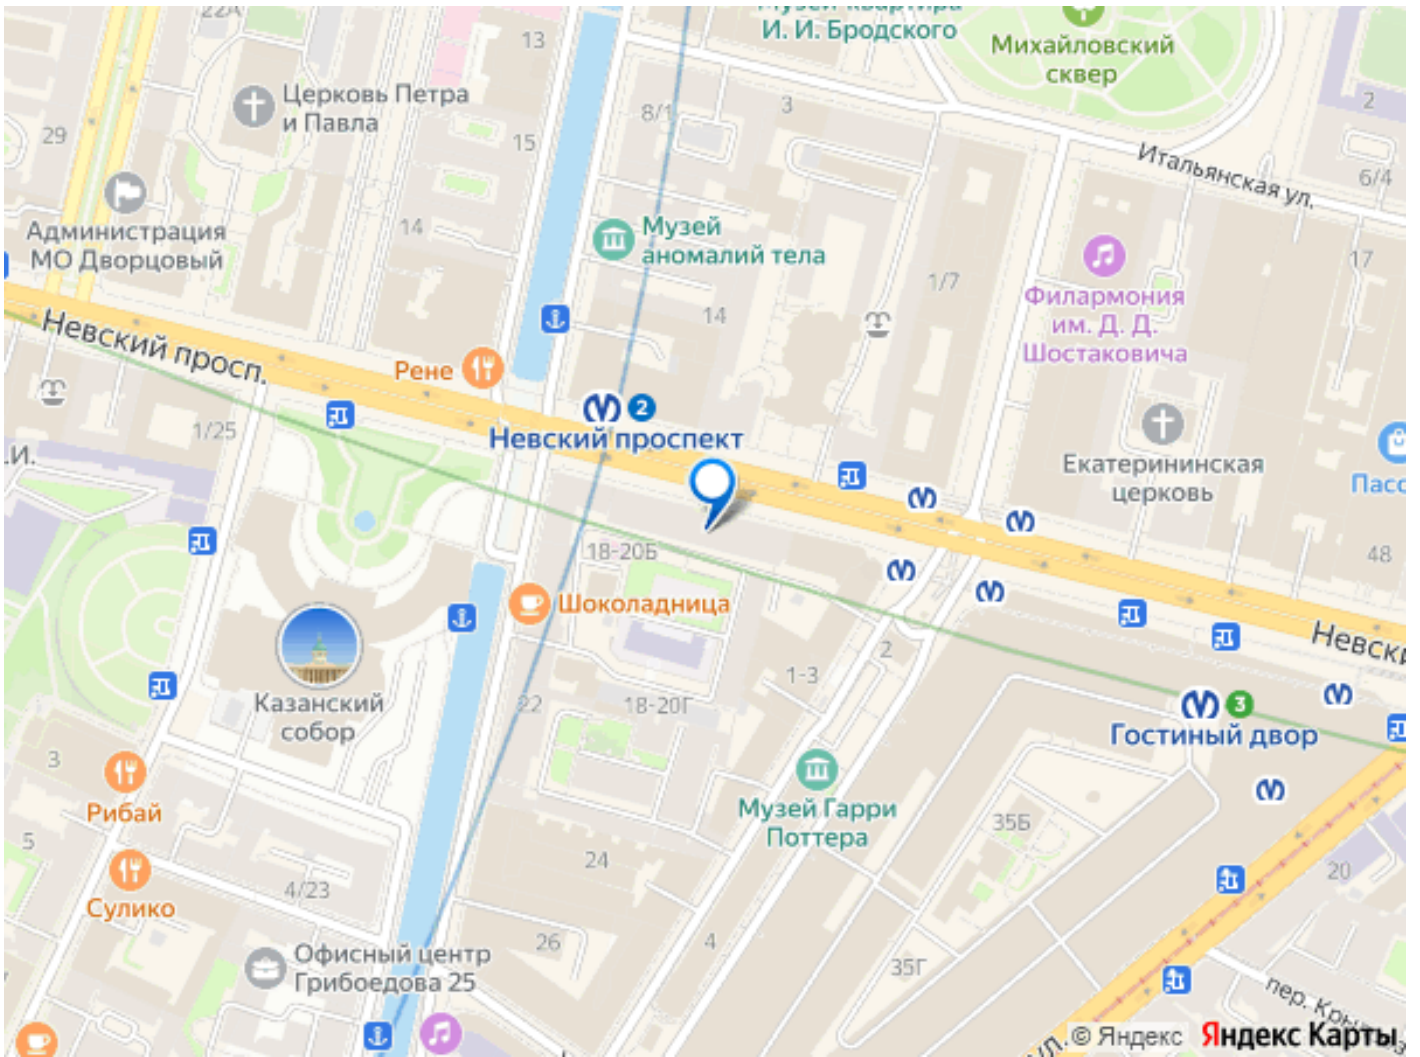 22А
13
Музей-квартира
И. И. Бродского
Михайловский
сквер
Церковь Петра
и Павла
29
15
8/1
3
2
Итальянская ул.
6/4
Администрация
МО Дворцовый
14
Музей
аномалий тела
1/7
17
Филармония
им. Д. Д.
Шостаковича
14
Невский просп.
Рене
2
Невский проспект
1/25
.И.
Екатерининская
церковь
Пасс
48
18-20Б
Шоколадница
Невски
Казанский
собор
22
18-20Г
1-3
2
3
Гостиный двор
3
Рибай
Музей Гарри
Поттера
35Б
5
24
20
4/23
Сулико
26
4
35Г
Офисный центр
Грибоедова 25
пер. Крыл
ул.
© Яндекс
Яндекс Карты